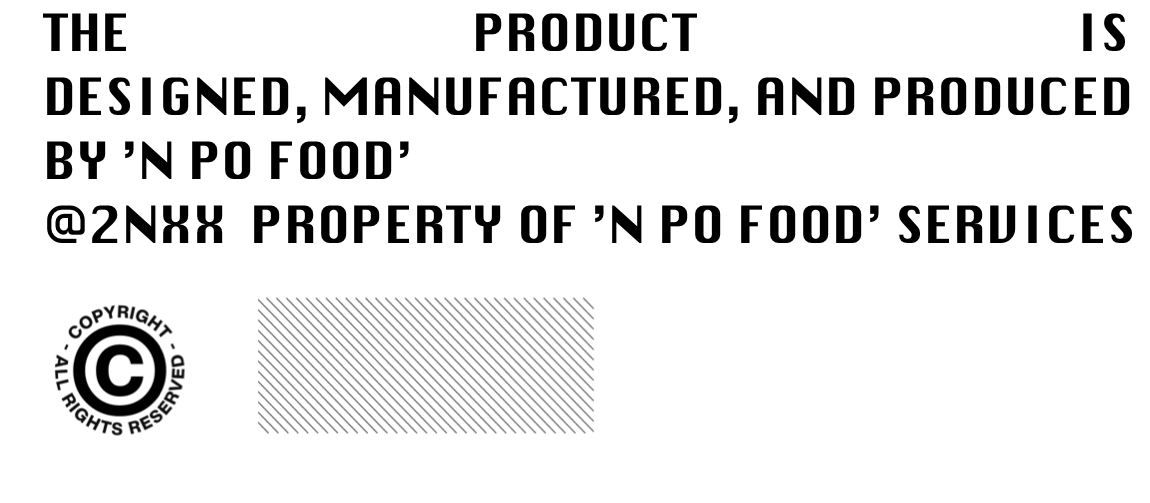 THE PRODUCT IS
DESIGNED, MANUFACTURED, AND PRODUCED
BY ’N PO FOOD’
@2NXX PROPERTY OF ’N PO FOOD’ SERVICES
- COPYRIGHT -
ALL RIGHTS RESERVED
C